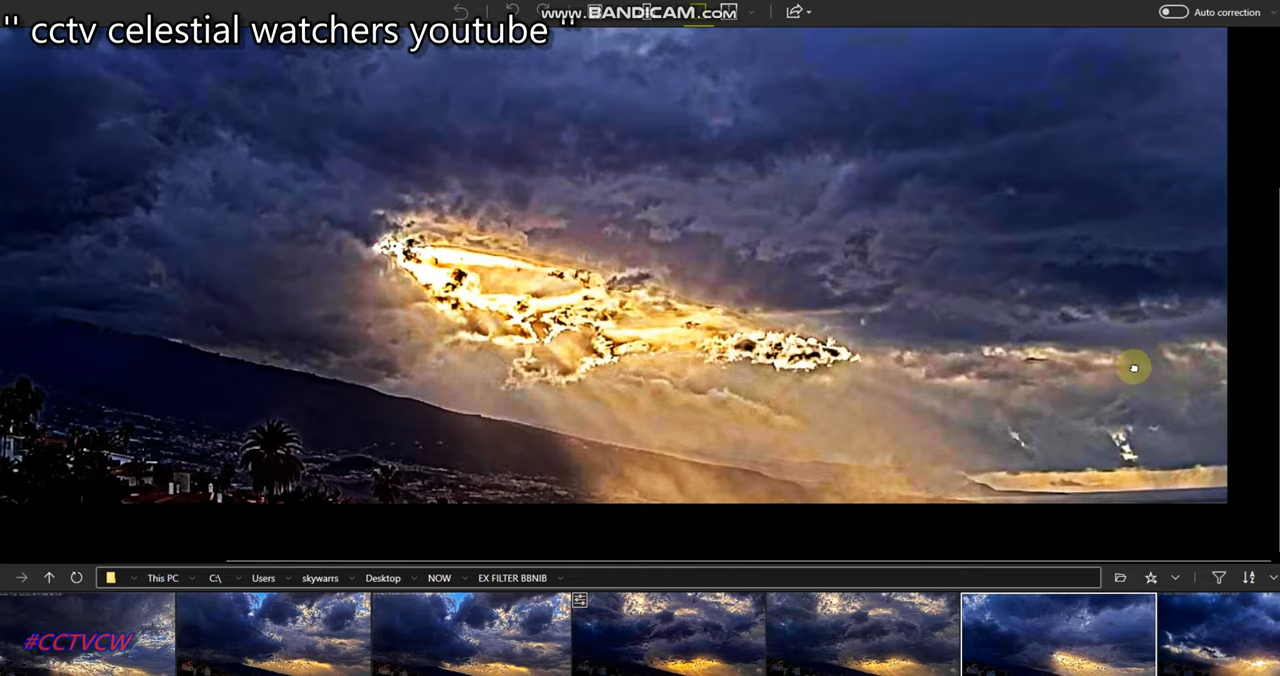 www.BANDICAM.com
Auto correction
" cctv celestial watchers youtube "
This PC
C:\
Users
skywarrs
Desktop
NOW
EX FILTER BBNIB
#CCTVCW